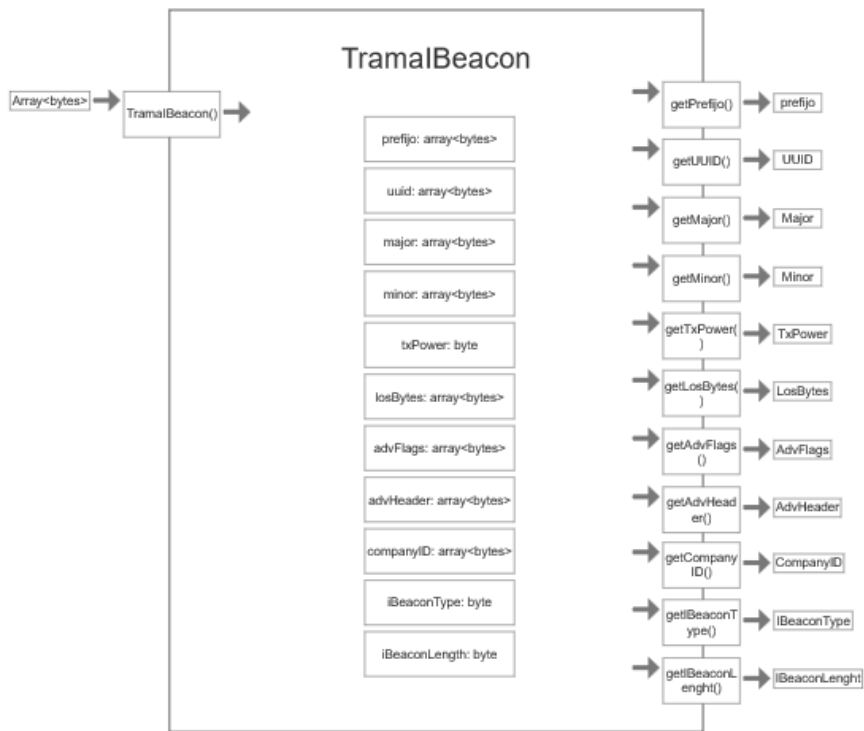 TramaIBeacon
Array<bytes>
TramaIBeacon()
prefijo: array<bytes>
uuid: array<bytes>
major: array<bytes>
minor: array<bytes>
txPower: byte
losBytes: array<bytes>
advFlags: array<bytes>
advHeader: array<bytes>
companyID: array<bytes>
iBeaconType: byte
iBeaconLength: byte
getPrefijo()
prefijo
getUUID()
UUID
getMajor()
Major
getMinor()
Minor
getTxPower(
)
TxPower
getLosBytes(
)
LosBytes
getAdvFlags
()
AdvFlags
getAdvHead
er()
AdvHeader
getCompany
ID()
CompanyID
getIBeaconT
ype()
IBeaconType
getIBeaconL
enght()
IBeaconLenght